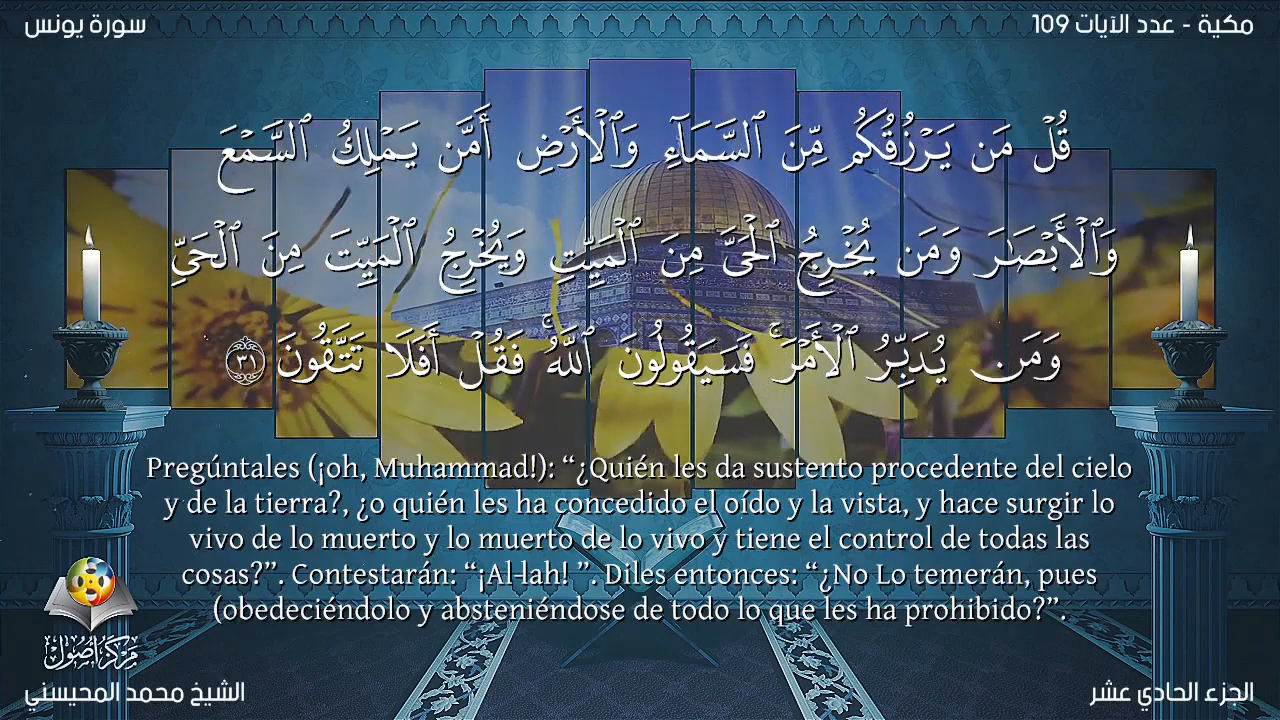 سورة يونس
مكية - عدد الآيات 109
قُلْ مَن يَرْزُقُكُم مِّنَ ٱلسَّمَآءِ وَٱلْأَرْضِ أَمَّن يَمْلِكُ ٱلسَّمْعَ
وَٱلْأَبْصَـٰرَ وَمَن يُخْرِجُ ٱلْحَىَّ مِنَ ٱلْمَيِّتِ وَيُخْرِجُ ٱلْمَيِّتَ مِنَ ٱلْحَىِّ
وَمَن يُدَبِّرُ ٱلْأَمْرَ ۚ فَسَيَقُولُونَ ٱللَّهُ ۚ فَقُلْ أَفَلَا تَتَّقُونَ ٣١
Pregúntales (¡oh, Muhammad!): “¿Quién les da sustento procedente del cielo
y de la tierra?, ¿o quién les ha concedido el oído y la vista, y hace surgir lo
vivo de lo muerto y lo muerto de lo vivo y tiene el control de todas las
cosas?”. Contestarán: “¡Al-lah! ”. Diles entonces: “¿No Lo temerán, pues
(obedeciéndolo y absteniéndose de todo lo que les ha prohibido?”.
مركز أصول
الشيخ محمد المحيسني
الجزء الحادي عشر